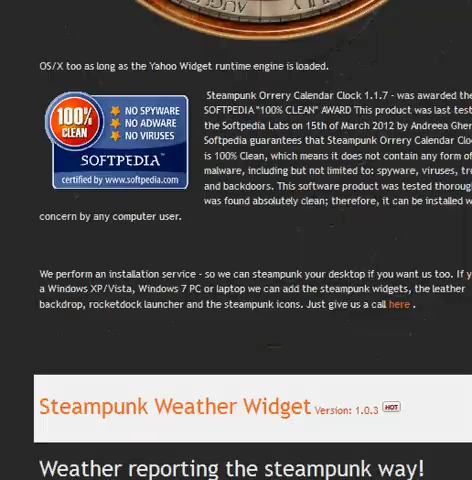 AUGUST
OS/X too as long as the Yahoo Widget runtime engine is loaded.
100%
CLEAN
NO SPYWARE
NO ADWARE
NO VIRUSES
SOFTPEDIA
certified by www.softpedia.com
Steampunk Orrery Calendar Clock 1.1.7 - was awarded the
SOFTPEDIA "100% CLEAN" AWARD This product was last test
the Softpedia Labs on 15th of March 2012 by Andreea Gher
Softpedia guarantees that Steampunk Orrery Calendar Clo
is 100% Clean, which means it does not contain any form of
malware, including but not limited to: spyware, viruses, tro
and backdoors. This software product was tested thoroug
was found absolutely clean; therefore, it can be installed w
concern by any computer user.
We perform an installation service - so we can steampunk your desktop if you want us too. If y
a Windows XP/Vista, Windows 7 PC or laptop we can add the steampunk widgets, the leather
backdrop, rocketdock launcher and the steampunk icons. Just give us a call here .
Steampunk Weather Widget Version: 1.0.3 HOT
Weather reporting the steampunk way!